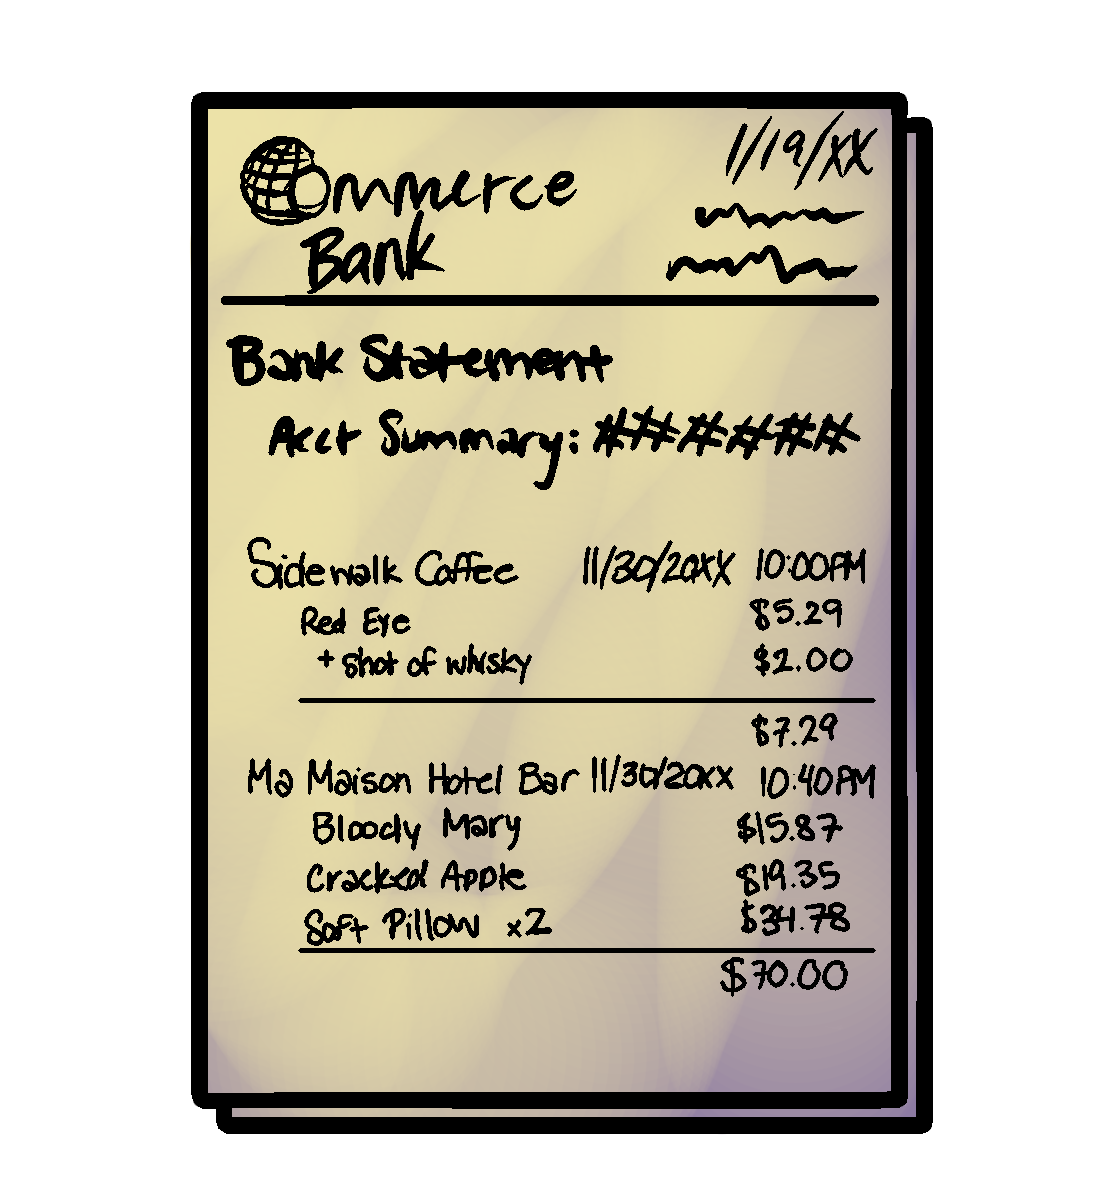 Commerce
Bank
1/19/XX
Bank Statement
Acct Summary: ######
Sidewalk Coffee 11/30/20XX 10:00PM
Red Eye $5.29
+ shot of whisky $2.00
$7.29
Ma Maison Hotel Bar 11/30/20XX 10:40PM
Bloody Mary $15.87
Cracked Apple $19.35
Soft Pillow x2 $34.78
$70.00